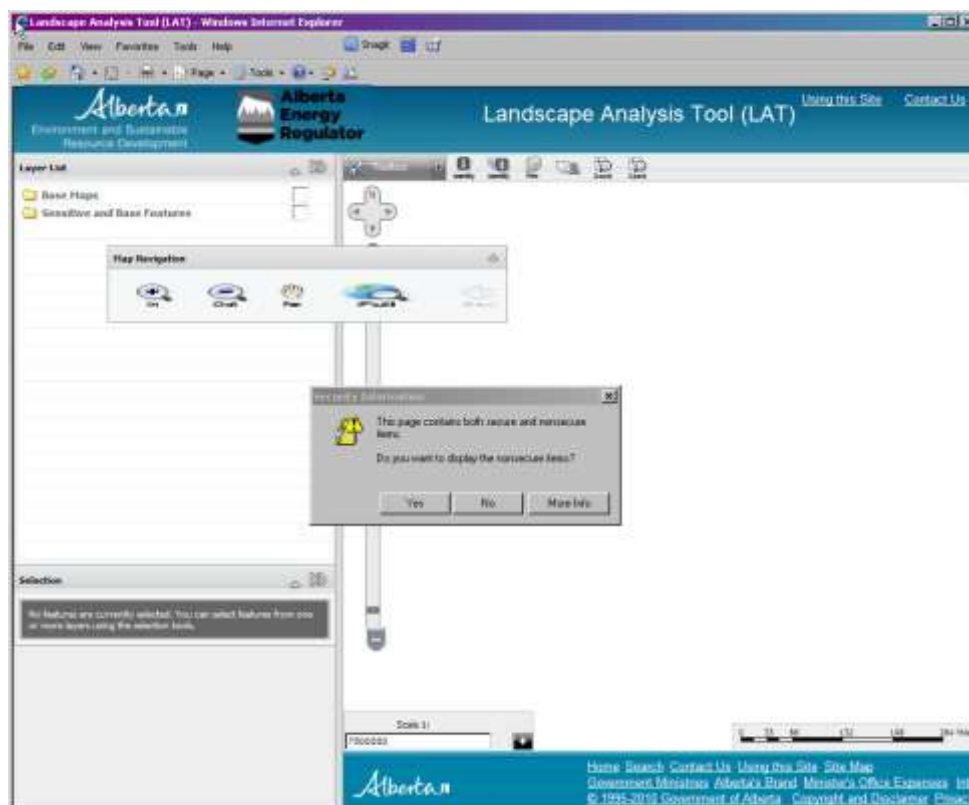 Landscape Analysis Tool (LAT) - Windows Internet Explorer
File Edit View Favorites Tools Help
SnagIt
Page Tools
Alberta
Environment and Sustainable
Resource Development
Alberta
Energy
Regulator
Landscape Analysis Tool (LAT)
Using this Site Contact Us
Layer List
Base Maps
Sensitive and Base Features
Map Navigation
In Out Pan Full
Security Information
This page contains both secure and nonsecure
items.
Do you want to display the nonsecure items?
Yes No More Info
Selection
No features are currently selected. You can select features from one
or more layers using the selection tools.
Scale 1:
7000000
Alberta
Home Search Contact Us Using this Site Site Map
Government Ministries Alberta's Brand Minister's Office Expenses
© 1995-2010 Government of Alberta Copyright and Disclaimer